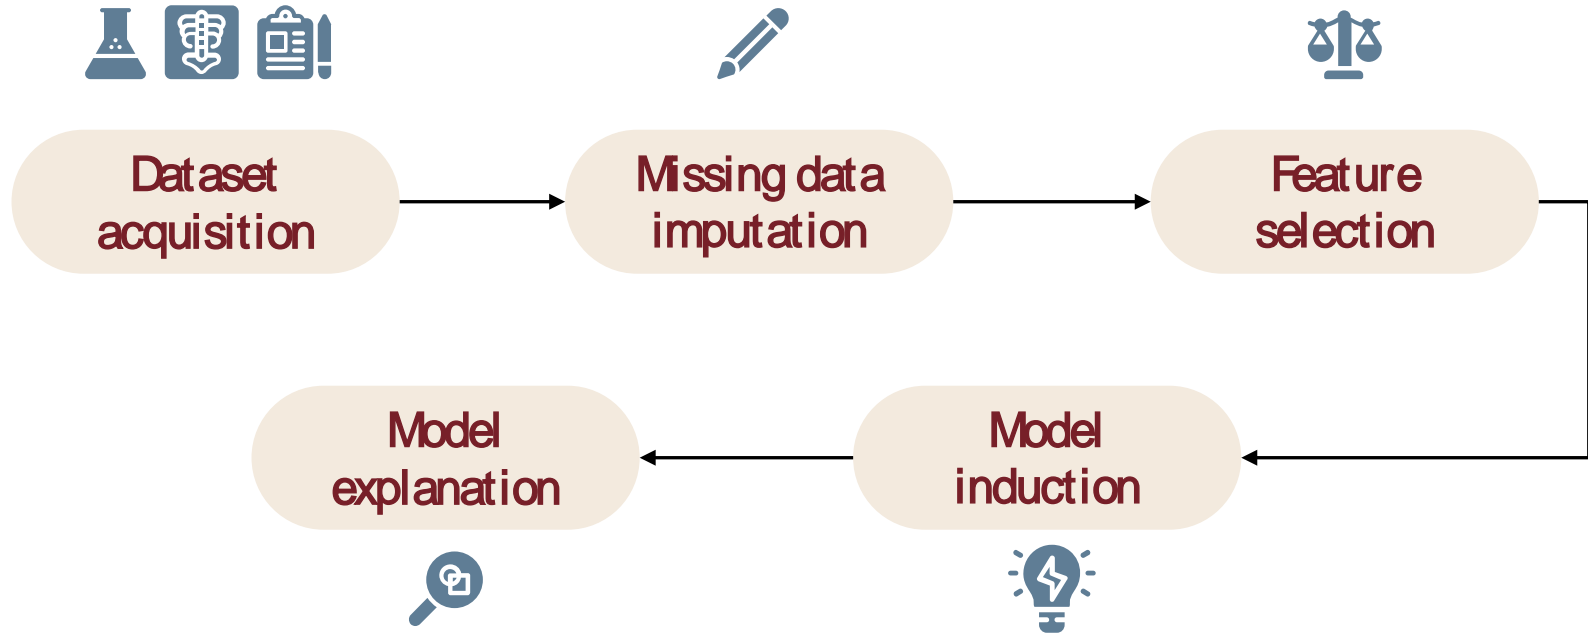 Dataset
acquisition
Missing data
imputation
Feature
selection
Model
induction
Model
explanation